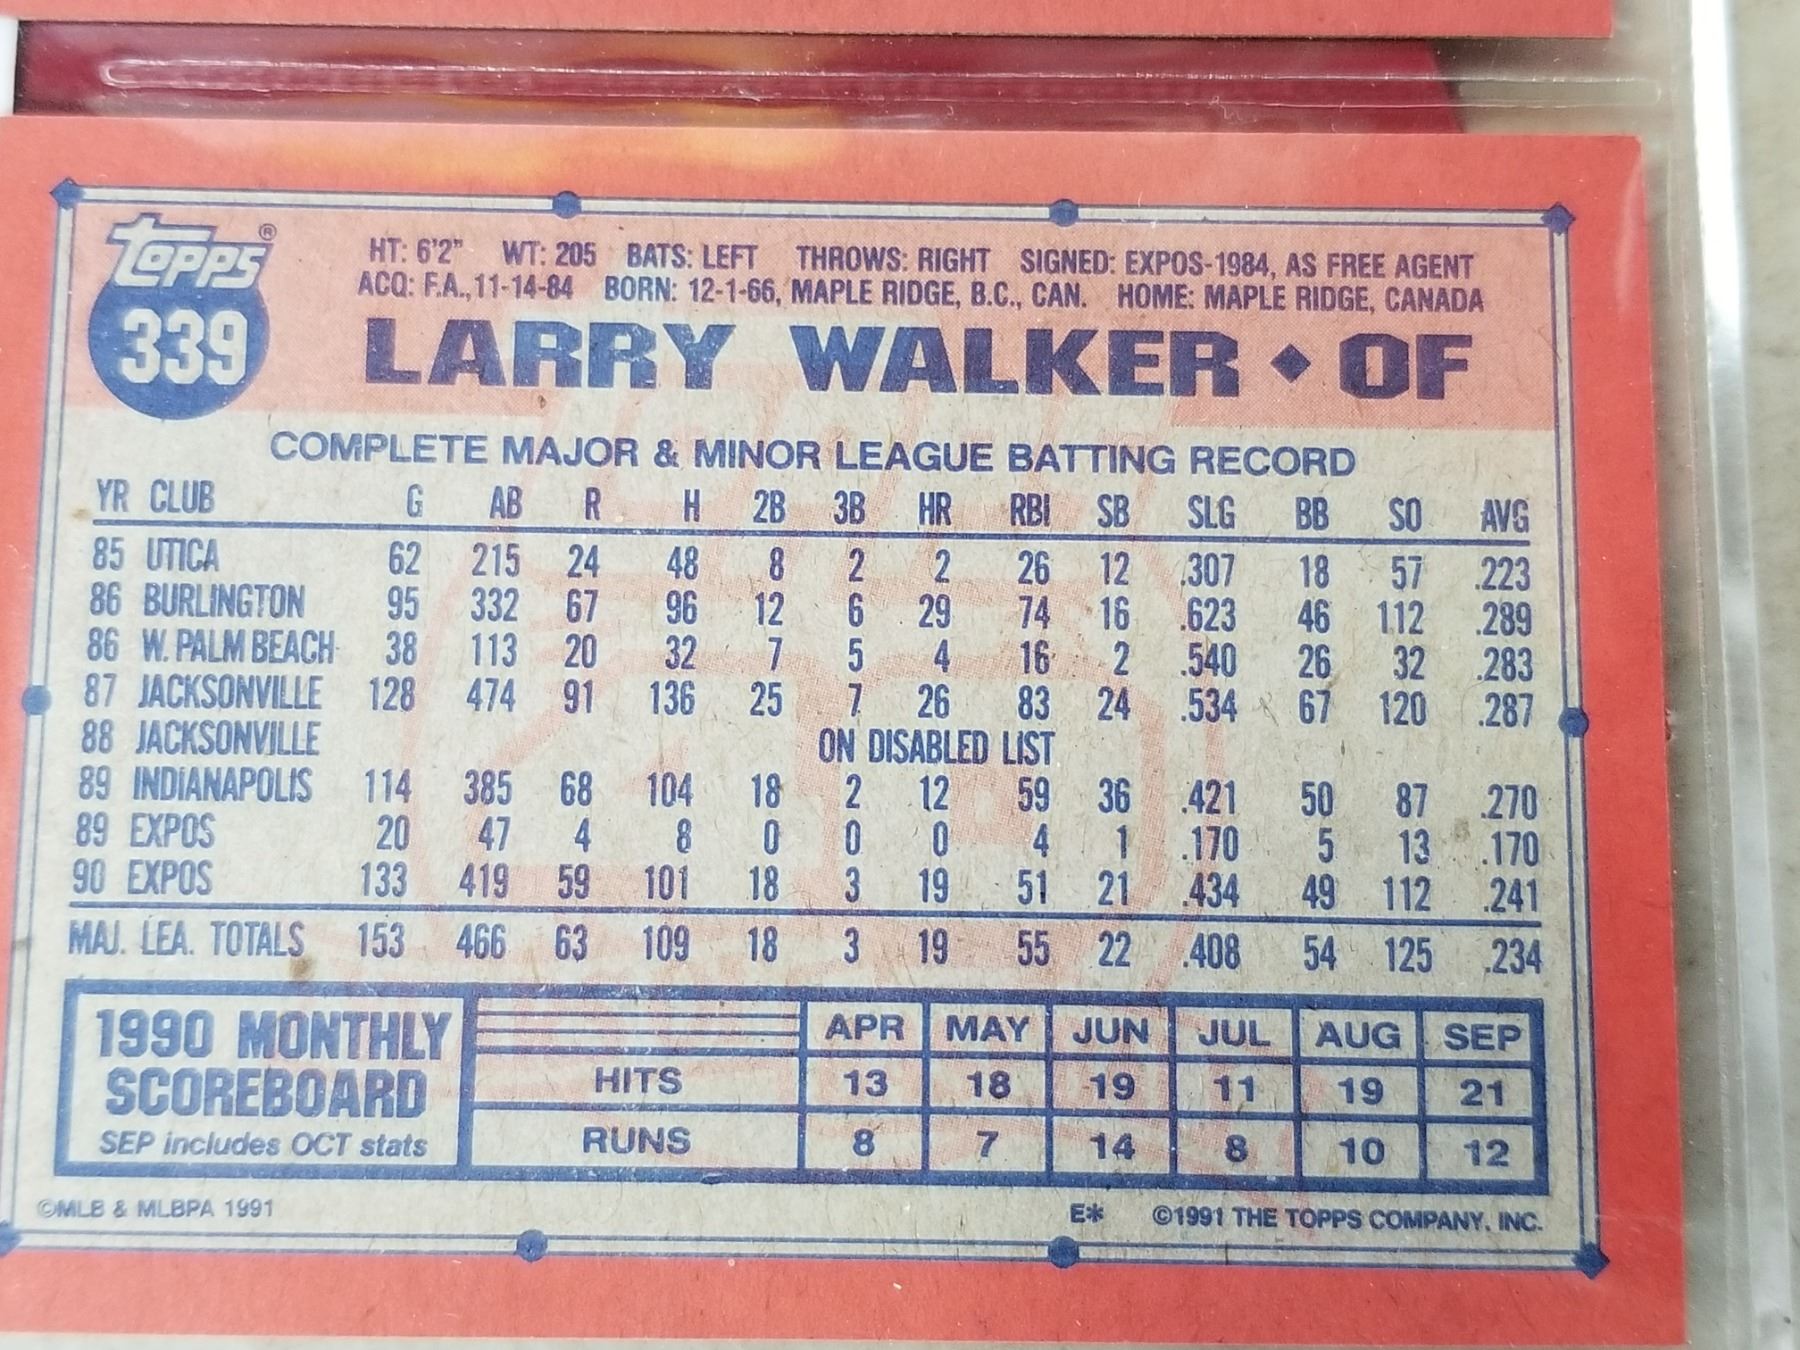 topps®
339
HT: 6'2" WT: 205 BATS: LEFT THROWS: RIGHT SIGNED: EXPOS-1984, AS FREE AGENT
ACQ: F.A., 11-14-84 BORN: 12-1-66, MAPLE RIDGE, B.C., CAN. HOME: MAPLE RIDGE, CANADA
LARRY WALKER ♦ OF
COMPLETE MAJOR & MINOR LEAGUE BATTING RECORD
YR CLUB G AB R H 2B 3B HR RBI SB SLG BB SO AVG
85 UTICA 62 215 24 48 8 2 2 26 12 .307 18 57 .223
86 BURLINGTON 95 332 67 96 12 6 29 74 16 .623 46 112 .289
86 W. PALM BEACH 38 113 20 32 7 5 4 16 2 .540 26 32 .283
87 JACKSONVILLE 128 474 91 136 25 7 26 83 24 .534 67 120 .287
88 JACKSONVILLE ON DISABLED LIST
89 INDIANAPOLIS 114 385 68 104 18 2 12 59 36 .421 50 87 .270
89 EXPOS 20 47 4 8 0 0 0 4 1 .170 5 13 .170
90 EXPOS 133 419 59 101 18 3 19 51 21 .434 49 112 .241
MAJ. LEA. TOTALS 153 466 63 109 18 3 19 55 22 .408 54 125 .234
1990 MONTHLY SCOREBOARD
SEP includes OCT stats
APR MAY JUN JUL AUG SEP
HITS 13 18 19 11 19 21
RUNS 8 7 14 8 10 12
©MLB & MLBPA 1991 E* ©1991 THE TOPPS COMPANY, INC.